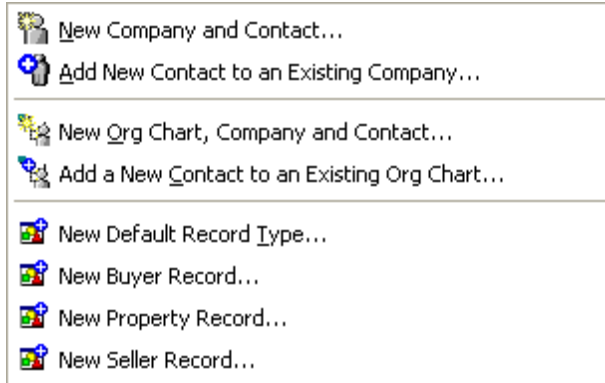 New Company and Contact...
Add New Contact to an Existing Company...
New Org Chart, Company and Contact...
Add a New Contact to an Existing Org Chart...
New Default Record Type...
New Buyer Record...
New Property Record...
New Seller Record...